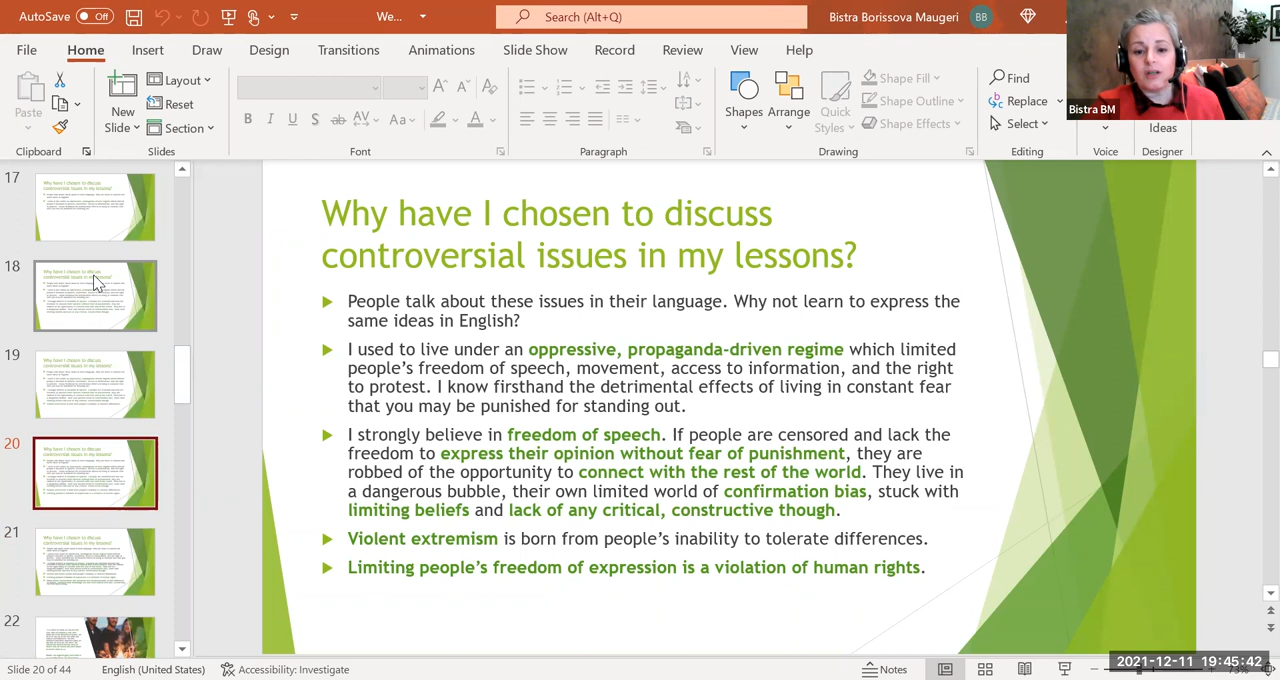 AutoSave Off We... Search (Alt+Q) Bistra Borissova Maugeri BB
File Home Insert Draw Design Transitions Animations Slide Show Record Review View Help
Paste
New
Slide
Layout
Reset
Section
B I U S ab AV Aa A
Shapes Arrange Quick
Styles
Shape Fill
Shape Outline
Shape Effects
Find
Replace
Select
Bistra BM
Ideas
Clipboard Slides Font Paragraph Drawing Editing Voice Designer
17
18
19
20
21
22
Why have I chosen to discuss
controversial issues in my lessons?
People talk about these issues in their language. Why not learn to express the
same ideas in English?
I used to live under an oppressive, propaganda-driven regime which limited
people's freedom of speech, movement, access to information, and the right
to protest. I know firsthand the detrimental effects of living in constant fear
that you may be punished for standing out.
I strongly believe in freedom of speech. If people are censored and lack the
freedom to express their opinion without fear of punishment, they are
robbed of the opportunity to connect with the rest of the world. They live in
a dangerous bubble, their own limited world of confirmation bias, stuck with
limiting beliefs and lack of any critical, constructive though.
Violent extremism is born from people's inability to tolerate differences.
Limiting people's freedom of expression is a violation of human rights.
Slide 20 of 44 English (United States) Accessibility: Investigate Notes
2021-12-11 19:45:42